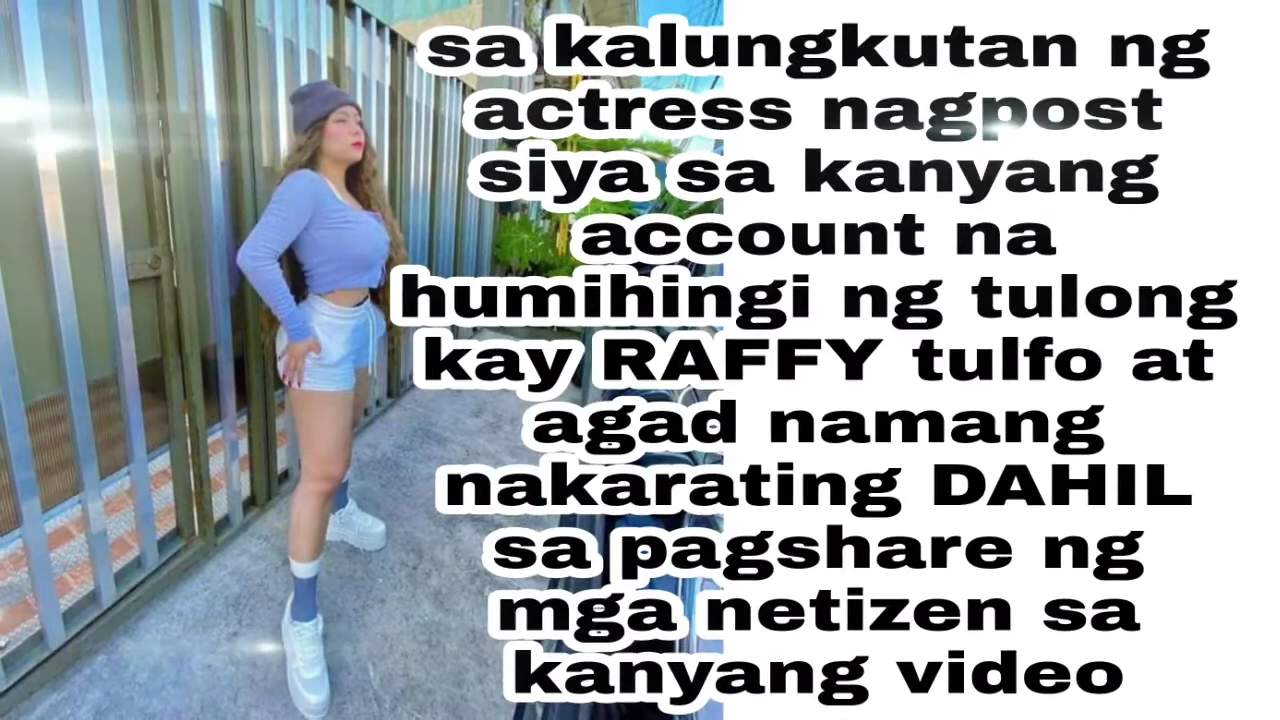 sa kalungkutan ng
actress nagpost
siya sa kanyang
account na
humihingi ng tulong
kay RAFFY tulfo at
agad namang
nakarating DAHIL
sa pagshare ng
mga netizen sa
kanyang video